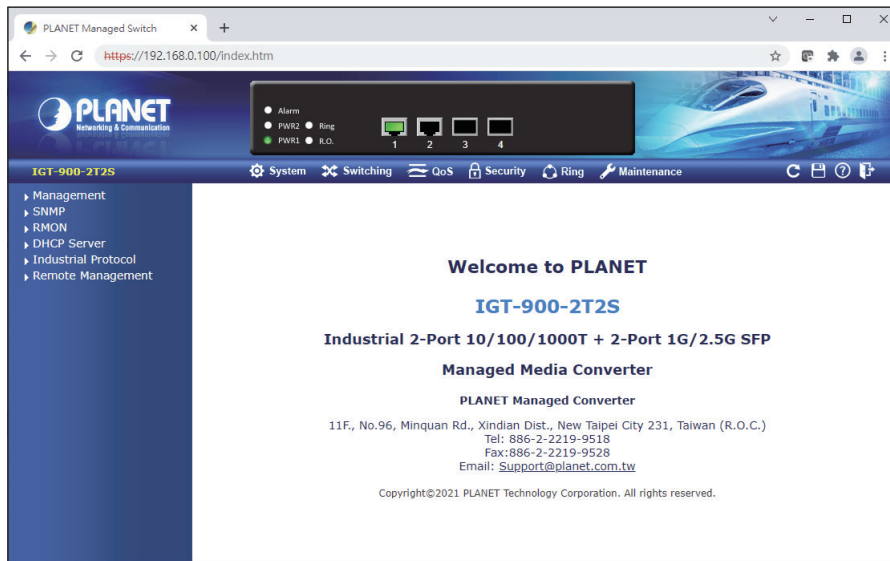 PLANET Managed Switch
https://192.168.0.100/index.htm
PLANET
Networking & Communication
Alarm
PWR2 Ring
PWR1 R.O.
1 2 3 4
IGT-900-2T2S
System Switching QoS Security Ring Maintenance
Management
SNMP
RMON
DHCP Server
Industrial Protocol
Remote Management
Welcome to PLANET
IGT-900-2T2S
Industrial 2-Port 10/100/1000T + 2-Port 1G/2.5G SFP
Managed Media Converter
PLANET Managed Converter
11F., No.96, Minquan Rd., Xindian Dist., New Taipei City 231, Taiwan (R.O.C.)
Tel: 886-2-2219-9518
Fax:886-2-2219-9528
Email: Support@planet.com.tw
Copyright©2021 PLANET Technology Corporation. All rights reserved.